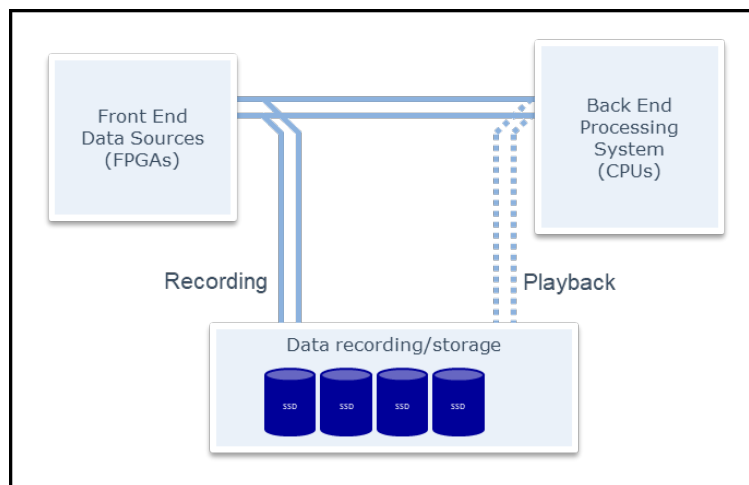 Front End
Data Sources
(FPGAs)
Back End
Processing
System
(CPUs)
Recording
Playback
Data recording/storage
SSD
SSD
SSD
SSD